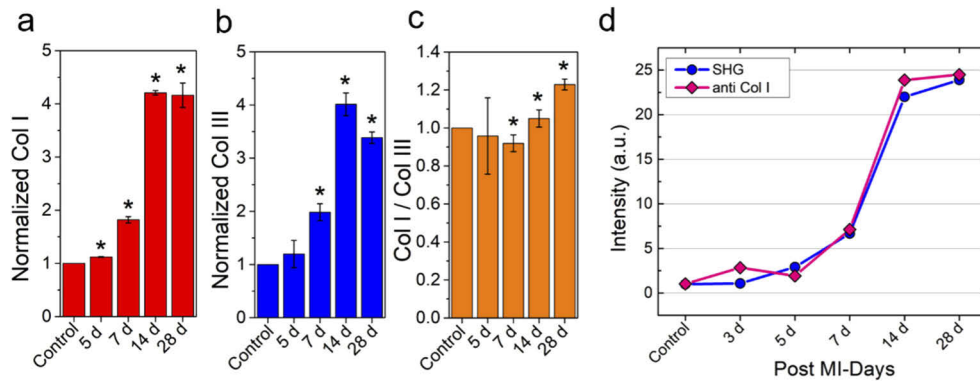 a
Normalized Col I
5
4
3
2
1
0
*
*
*
*
Control
5 d
7 d
14 d
28 d
b
Normalized Col III
5
4
3
2
1
0
*
*
*
Control
5 d
7 d
14 d
28 d
c
Col I / Col III
1.4
1.2
1.0
0.8
0.6
0.4
0.2
0.0
*
*
*
Control
5 d
7 d
14 d
28 d
d
Intensity (a.u.)
25
20
15
10
5
0
SHG
anti Col I
Control
3 d
5 d
7 d
14 d
28 d
Post MI-Days